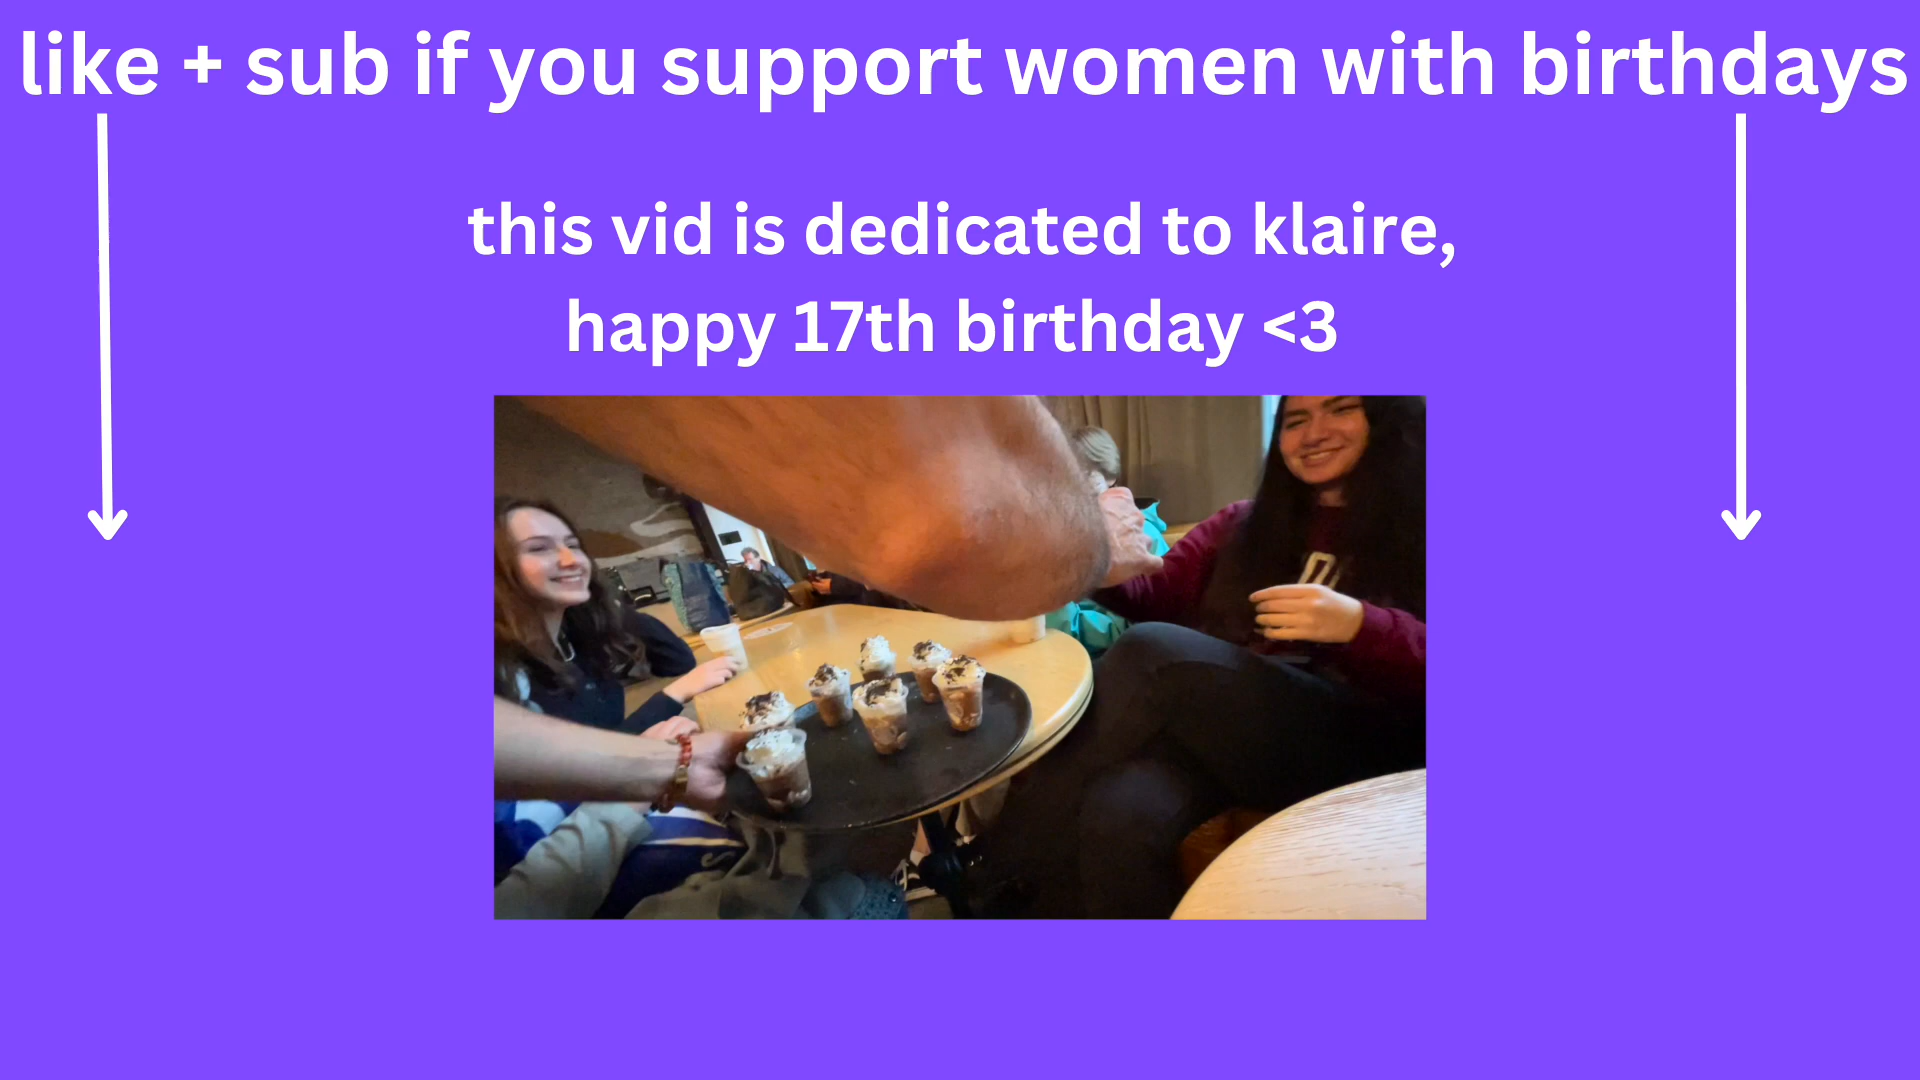 like + sub if you support women with birthdays
this vid is dedicated to klaire,
happy 17th birthday <3